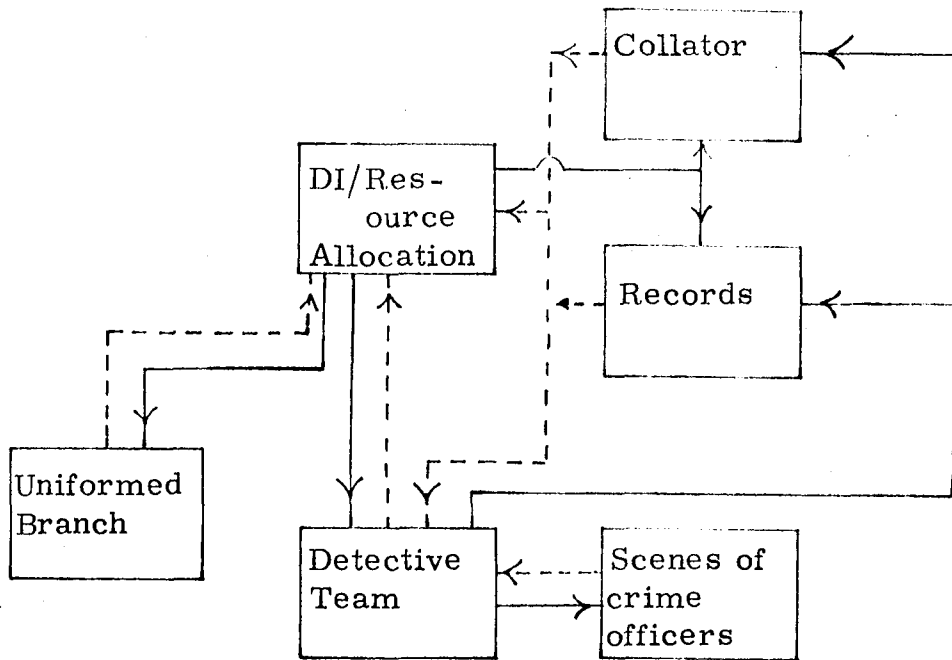 Collator
DI/Res-
ource
Allocation
Records
Uniformed
Branch
Detective
Team
Scenes of
crime
officers